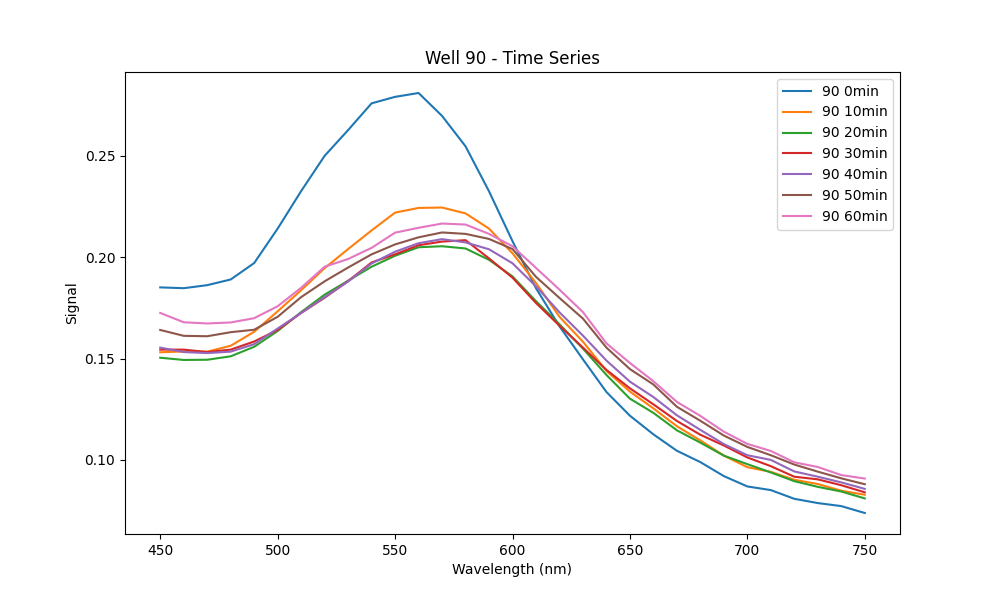 Well 90 - Time Series
90 0min
90 10min
90 20min
90 30min
90 40min
90 50min
90 60min
Signal
0.25
0.20
0.15
0.10
450 500 550 600 650 700 750
Wavelength (nm)